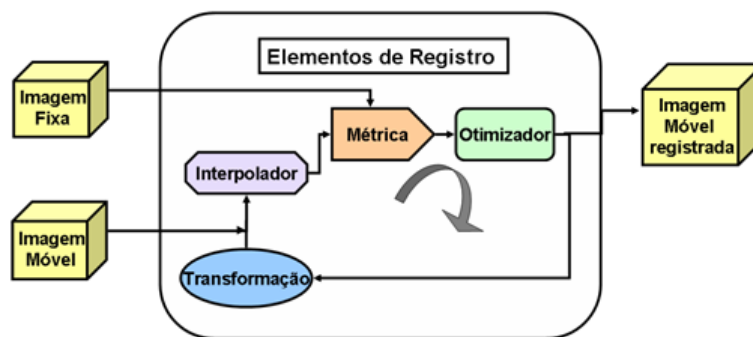 Elementos de Registro
Imagem
Fixa
Métrica
Otimizador
Imagem
Móvel
registrada
Interpolador
Imagem
Móvel
Transformação